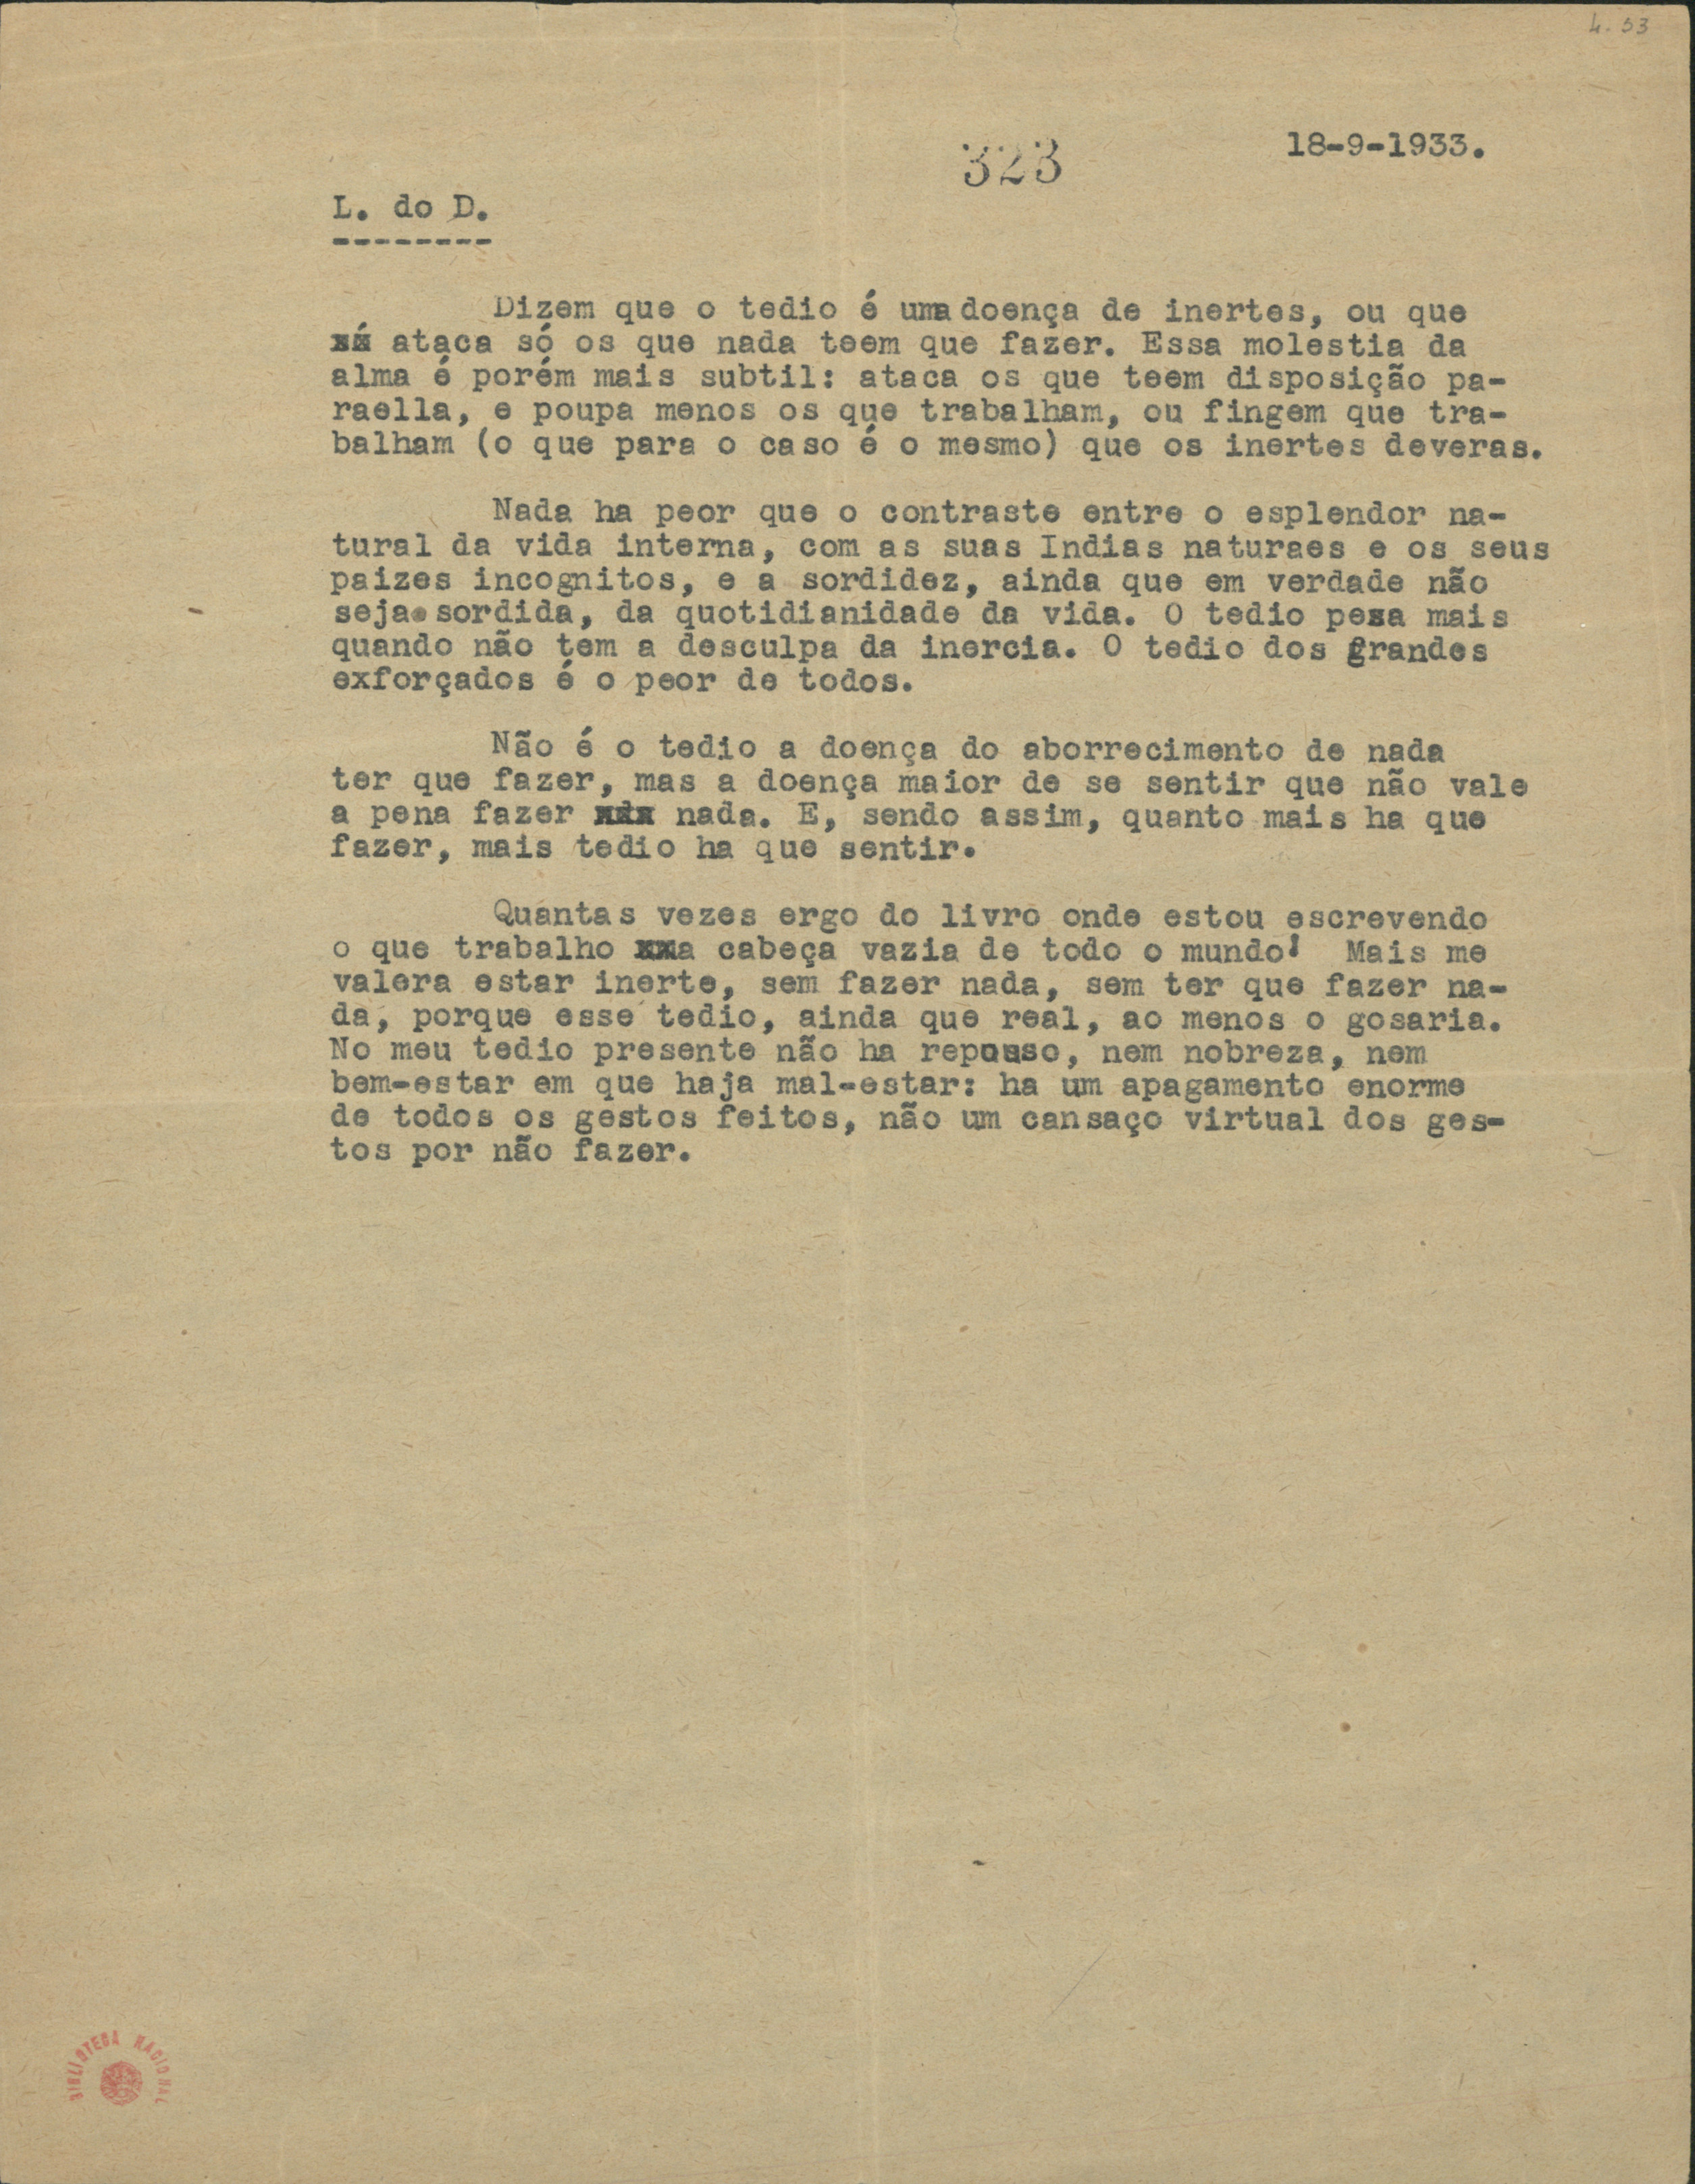 4. 53
323
18-9-1933.
L. do D.
--------
Dizem que o tedio é uma doença de inertes, ou que
ataca só os que nada teem que fazer. Essa molestia da
alma é porém mais subtil: ataca os que teem disposição pa-
raella, e poupa menos os que trabalham, ou fingem que tra-
balham (o que para o caso é o mesmo) que os inertes deveras.
Nada ha peor que o contraste entre o esplendor na-
tural da vida interna, com as suas Indias naturaes e os seus
paizes incognitos, e a sordidez, ainda que em verdade não
seja sordida, da quotidianidade da vida. O tedio pesa mais
quando não tem a desculpa da inercia. O tedio dos grandes
exforçados é o peor de todos.
Não é o tedio a doença do aborrecimento de nada
ter que fazer, mas a doença maior de se sentir que não vale
a pena fazer nada. E, sendo assim, quanto mais ha que
fazer, mais tedio ha que sentir.
Quantas vezes ergo do livro onde estou escrevendo
o que trabalho a cabeça vazia de todo o mundo! Mais me
valera estar inerte, sem fazer nada, sem ter que fazer na-
da, porque esse tedio, ainda que real, ao menos o gosaria.
No meu tedio presente não ha repouso, nem nobreza, nem
bem-estar em que haja mal-estar: ha um apagamento enorme
de todos os gestos feitos, não um cansaço virtual dos ges-
tos por não fazer.
BIBLIOTECA NACIONAL